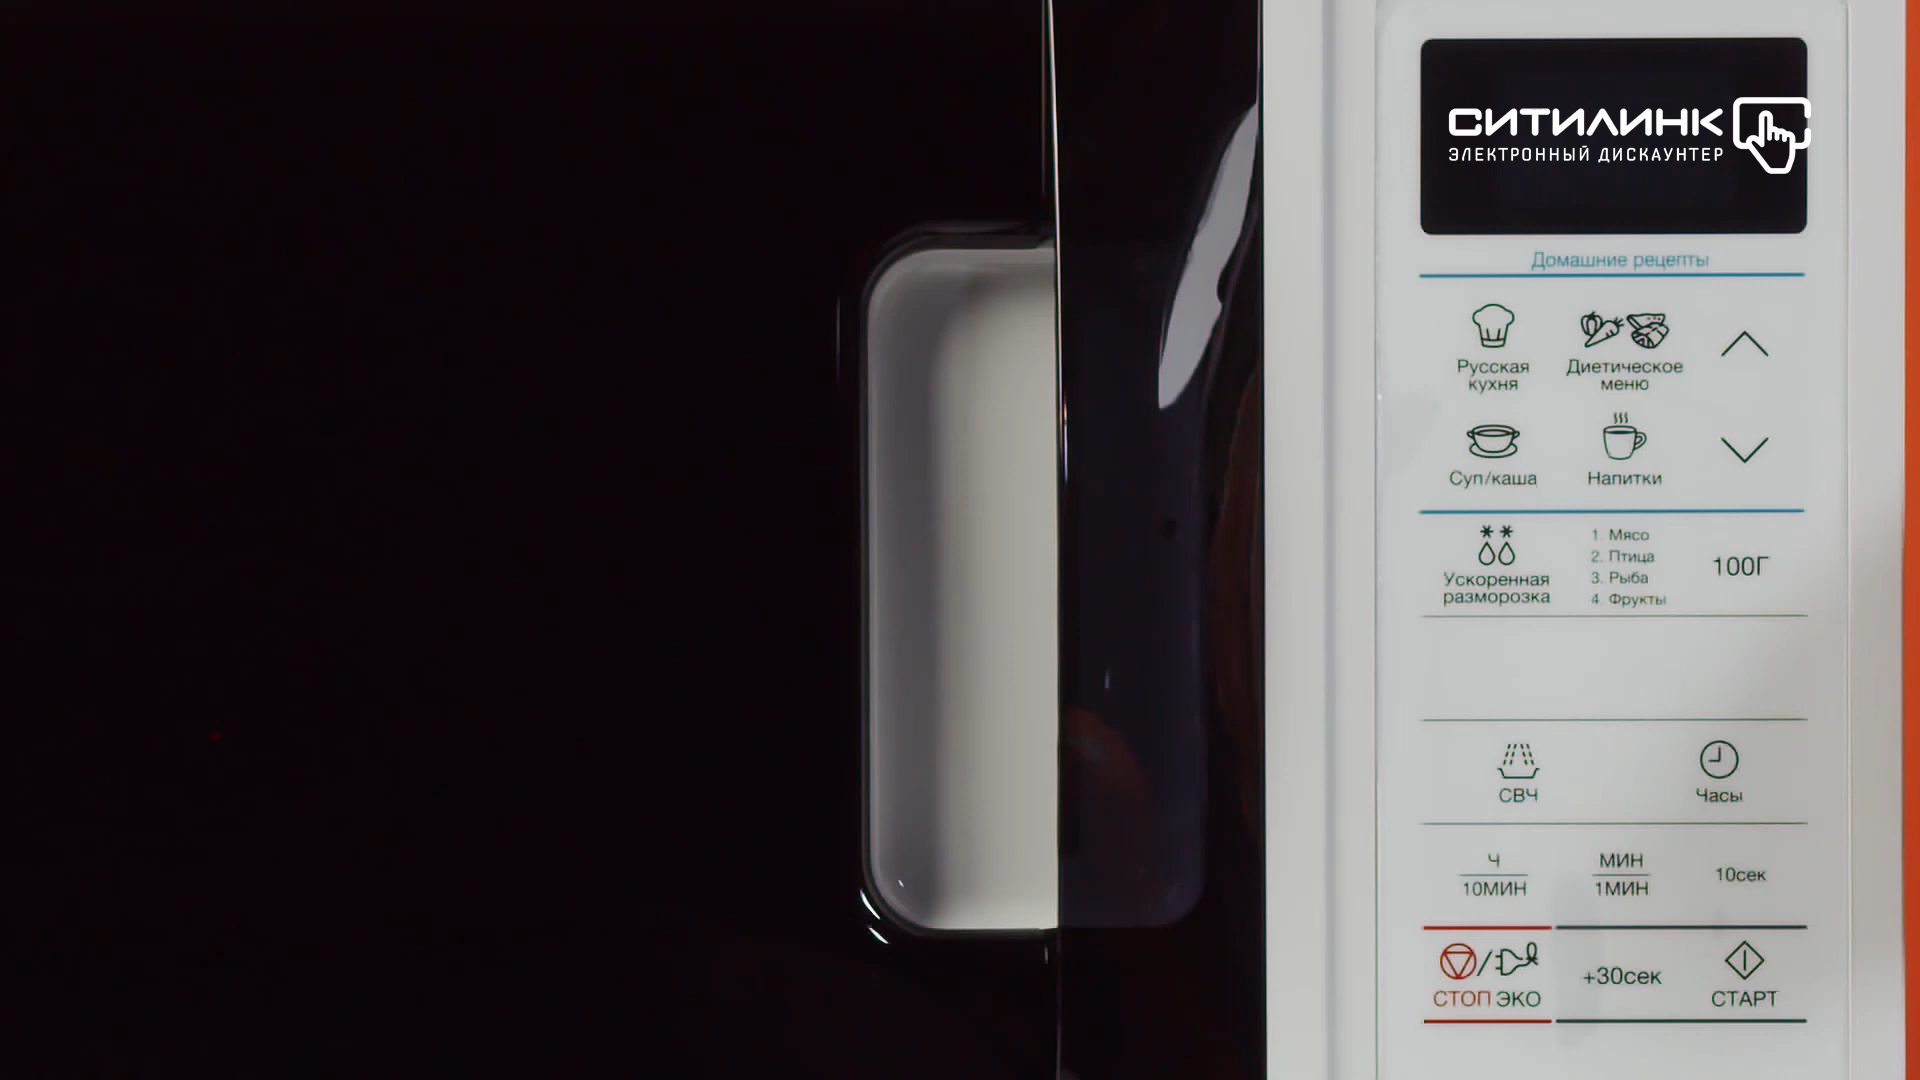 СИТИЛИНК
ЭЛЕКТРОННЫЙ ДИСКАУНТЕР
Домашние рецепты
Русская
кухня
Диетическое
меню
Суп/каша
Напитки
Ускоренная
разморозка
1. Мясо
2. Птица
3. Рыба
4. Фрукты
100Г
СВЧ
Часы
Ч
10МИН
МИН
1МИН
10сек
СТОП ЭКО
+30сек
СТАРТ